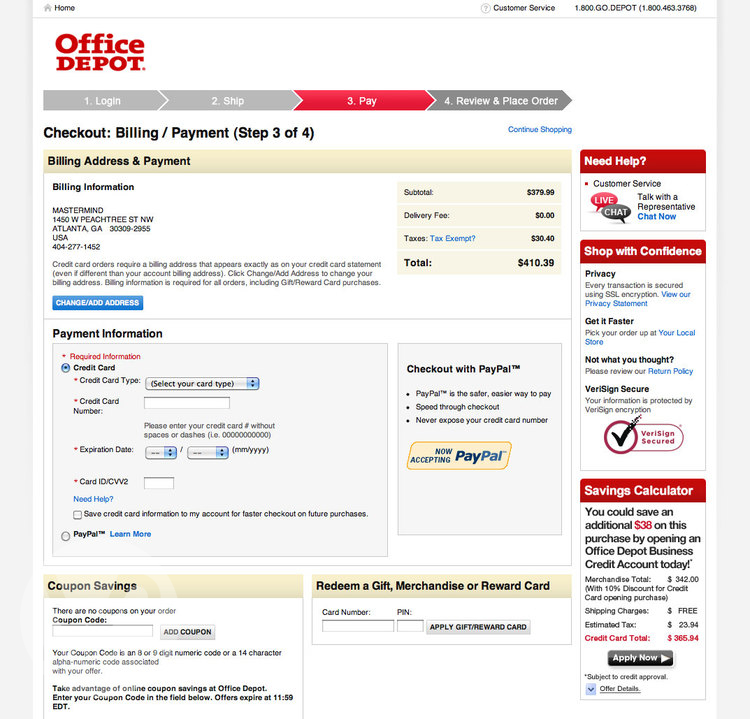 Home
Customer Service
1.800.GO.DEPOT (1.800.463.3768)
Office
DEPOT.
1. Login
2. Ship
3. Pay
4. Review & Place Order
Checkout: Billing / Payment (Step 3 of 4)
Continue Shopping
Billing Address & Payment
Billing Information
MASTERMIND
1450 W PEACHTREE ST NW
ATLANTA, GA 30309-2955
USA
404-277-1452
Credit card orders require a billing address that appears exactly as on your credit card statement
(even if different than your account billing address). Click Change/Add Address to change your
billing address. Billing information is required for all orders, including Gift/Reward Card purchases.
CHANGE/ADD ADDRESS
Subtotal: $379.99
Delivery Fee: $0.00
Taxes: Tax Exempt? $30.40
Total: $410.39
Payment Information
* Required Information
Credit Card
* Credit Card Type:
(Select your card type)
* Credit Card
Number:
Please enter your credit card # without
spaces or dashes (i.e. 00000000000)
* Expiration Date:
-- / -- (mm/yyyy)
* Card ID/CVV2
Need Help?
Save credit card information to my account for faster checkout on future purchases.
PayPal™ Learn More
Checkout with PayPal™
• PayPal™ is the safer, easier way to pay
• Speed through checkout
• Never expose your credit card number
NOW
ACCEPTING PayPal™
Coupon Savings
There are no coupons on your order
Coupon Code:
ADD COUPON
Your Coupon Code is an 8 or 9 digit numeric code or a 14 character
alpha-numeric code associated
with your offer.
Take advantage of online coupon savings at Office Depot.
Enter your Coupon Code in the field below. Offers expire at 11:59
EDT.
Redeem a Gift, Merchandise or Reward Card
Card Number: PIN:
APPLY GIFT/REWARD CARD
Need Help?
Customer Service
LIVE
CHAT
Talk with a
Representative
Chat Now
Shop with Confidence
Privacy
Every transaction is secured
using SSL encryption. View our
Privacy Statement
Get it Faster
Pick your order up at Your Local
Store
Not what you thought?
Please review our Return Policy
VeriSign Secure
Your information is protected by
VeriSign encryption
VeriSign
Secured
Savings Calculator
You could save an
additional $38 on this
purchase by opening an
Office Depot Business
Credit Account today!*
Merchandise Total: $ 342.00
(With 10% Discount for Credit
Card opening purchase)
Shipping Charges: $ FREE
Estimated Tax: $ 23.94
Credit Card Total: $ 365.94
Apply Now
*Subject to credit approval.
Offer Details.